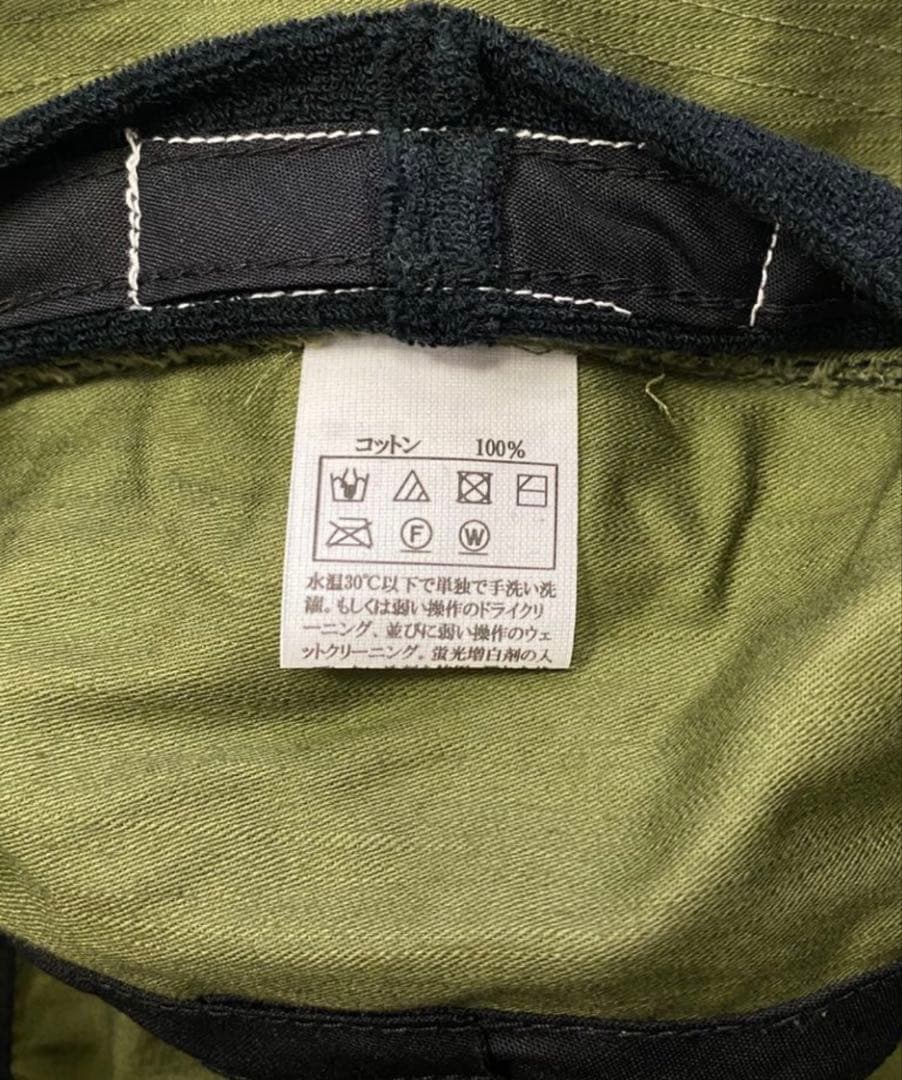 コットン 100%
F W
水温30℃以下で単独で手洗い洗
濯。もしくは弱い操作のドライクリ
ーニング、並びに弱い操作のウェ
ットクリーニング。蛍光増白剤の入